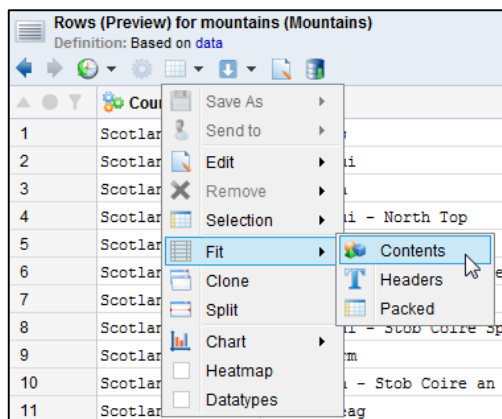 Rows (Preview) for mountains (Mountains)
Definition: Based on data
Cou
1 Scotlan
2 Scotlan ui
3 Scotlan
4 Scotlan ui - North Top
5 Scotlan
6 Scotlan
7 Scotlan
8 Scotlan - Stob Coire Sp
9 Scotlan rm
10 Scotlan - Stob Coire an
11 Scotlan eag
Save As
Send to
Edit
Remove
Selection
Fit
Clone
Split
Chart
Heatmap
Datatypes
Contents
Headers
Packed